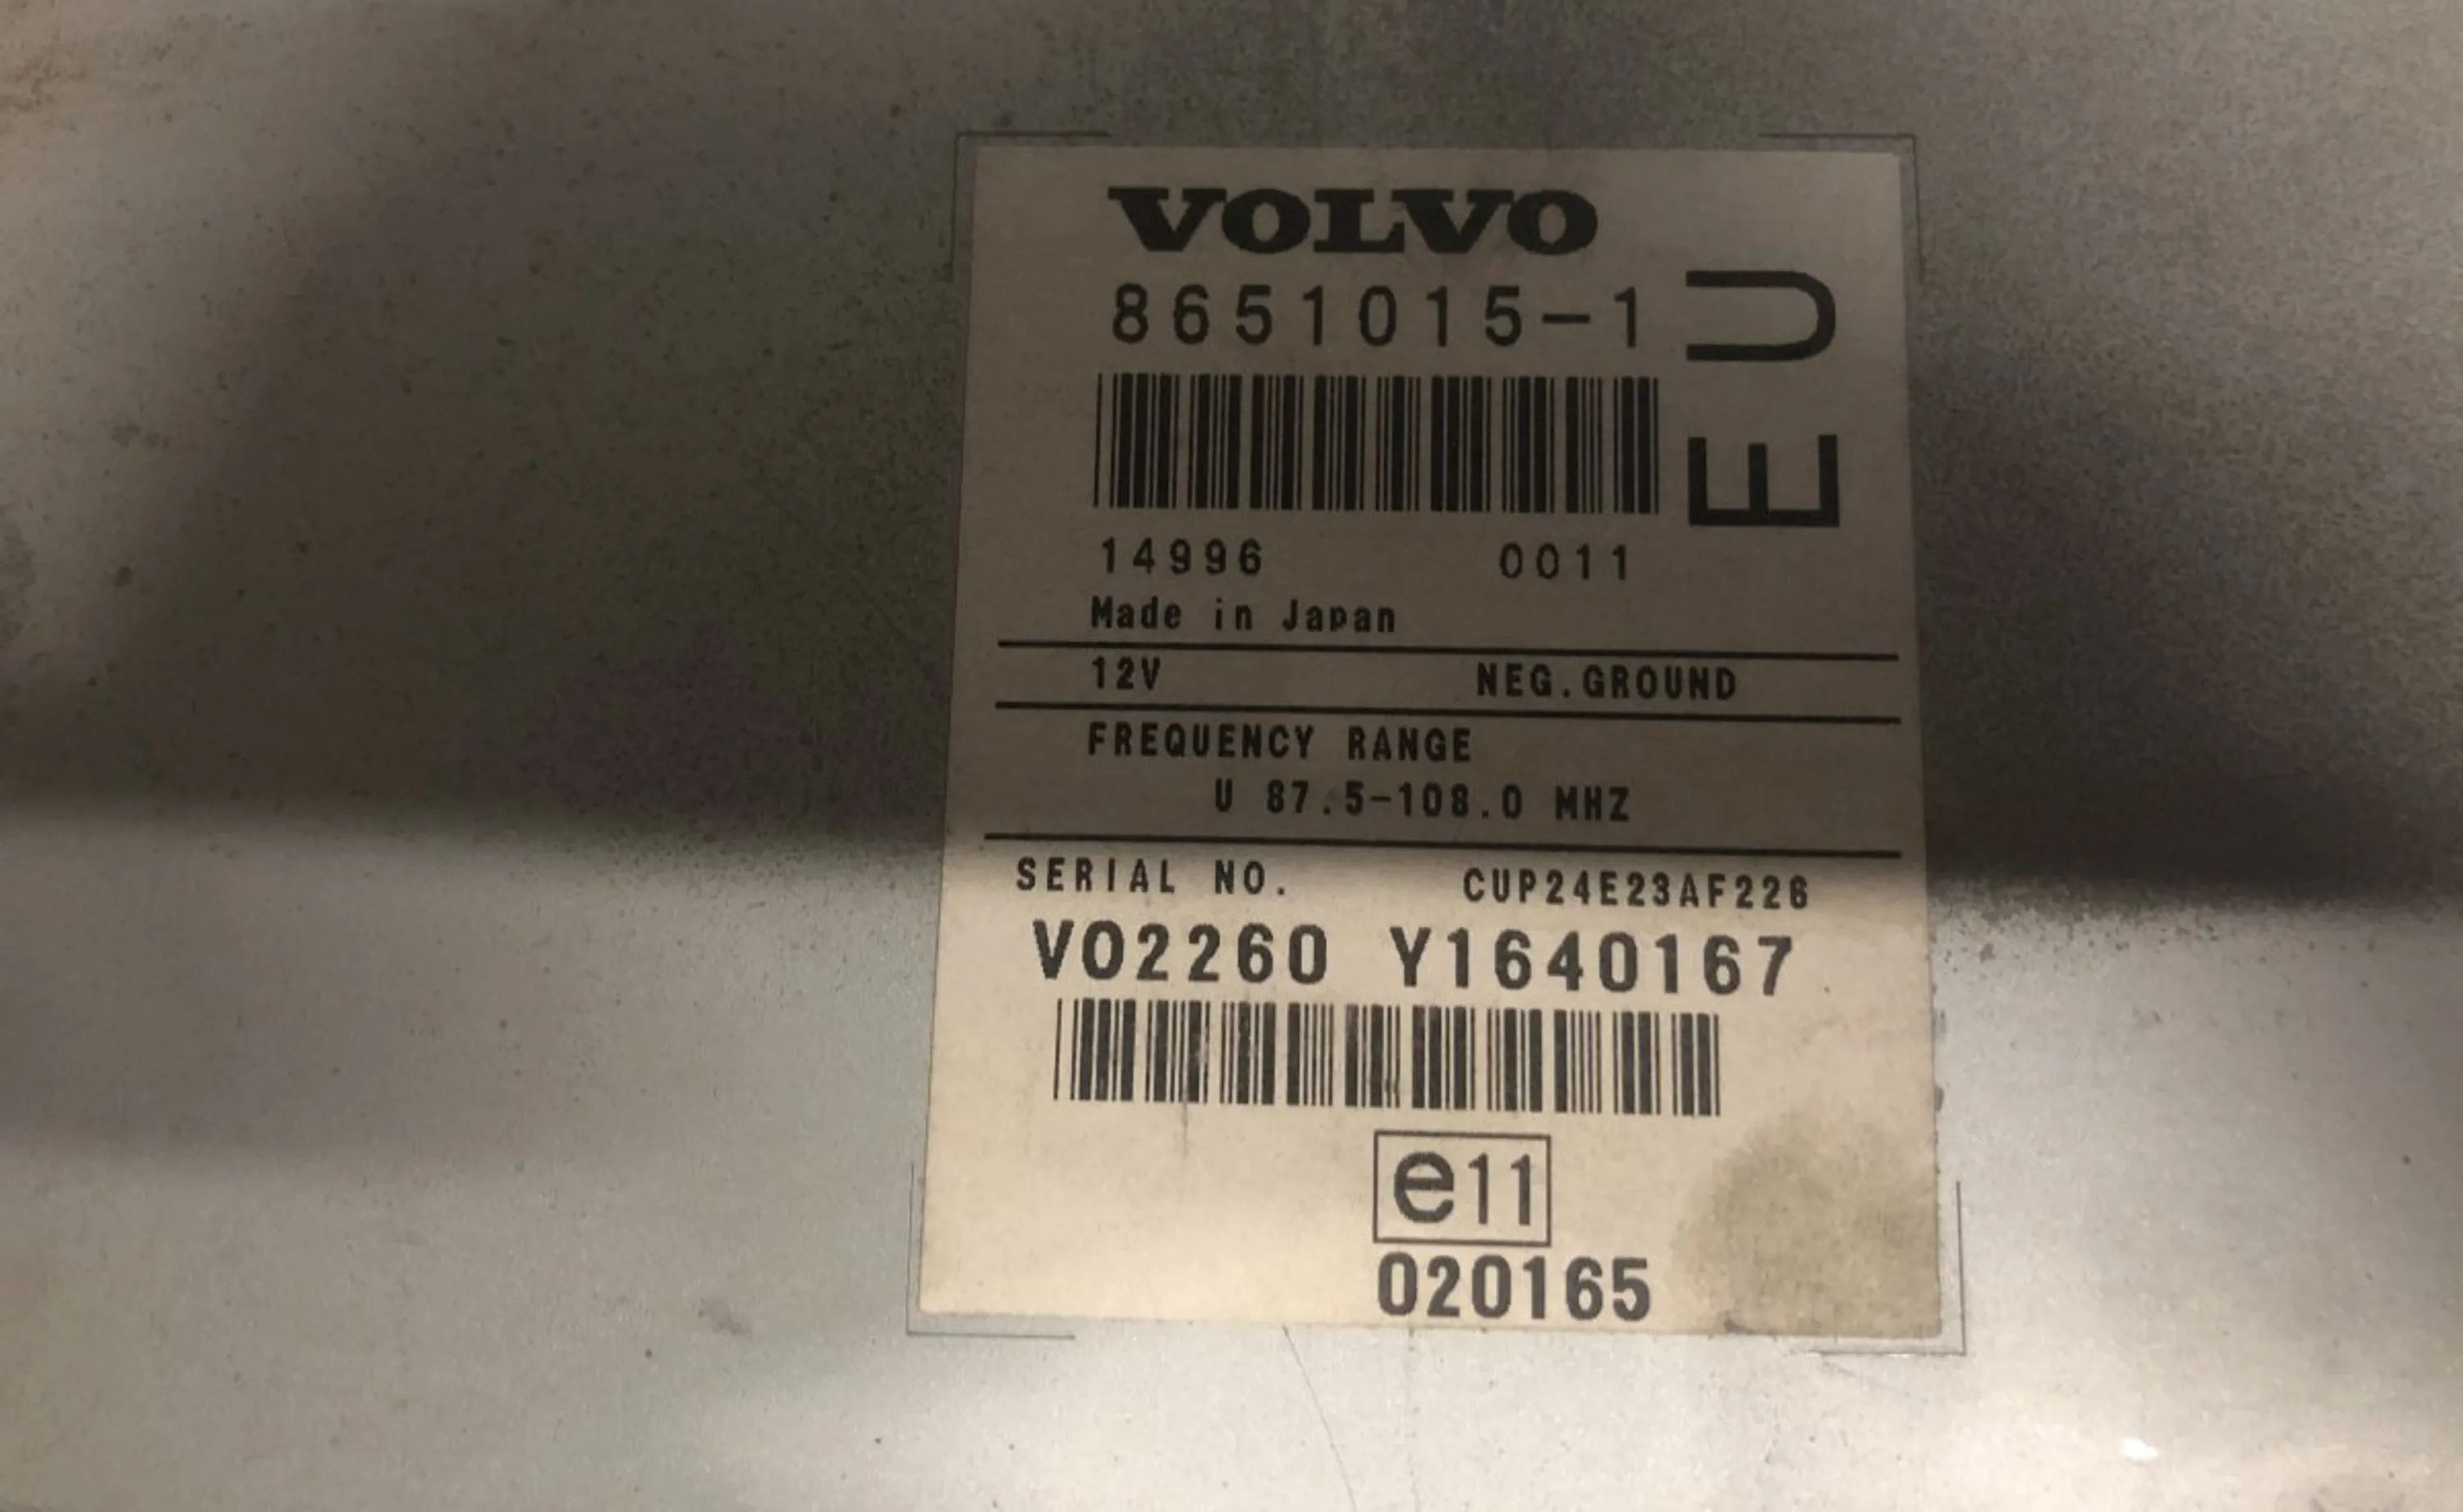 VOLVO
8651015-1
EU
14996 0011
Made in Japan
12V NEG.GROUND
FREQUENCY RANGE
U 87.5-108.0 MHZ
SERIAL NO. CUP24E23AF226
VO2260 Y1640167
e11
020165